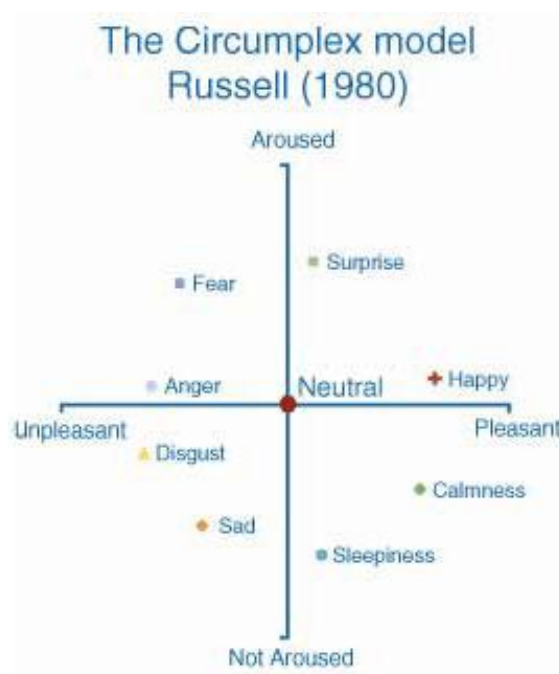 The Circumplex model
Russell (1980)
Aroused
Surprise
Fear
Anger
Neutral
Happy
Unpleasant
Pleasant
Disgust
Calmness
Sad
Sleepiness
Not Aroused